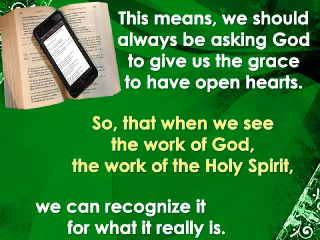 This means, we should
always be asking God
to give us the grace
to have open hearts.
So, that when we see
the work of God,
the work of the Holy Spirit,
we can recognize it
for what it really is.